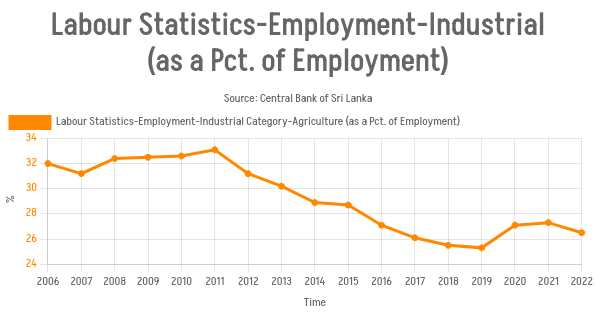 Labour Statistics-Employment-Industrial
(as a Pct. of Employment)
Source: Central Bank of Sri Lanka
Labour Statistics-Employment-Industrial Category-Agriculture (as a Pct. of Employment)
34
32
30
28
26
24
%
2006 2007 2008 2009 2010 2011 2012 2013 2014 2015 2016 2017 2018 2019 2020 2021 2022
Time